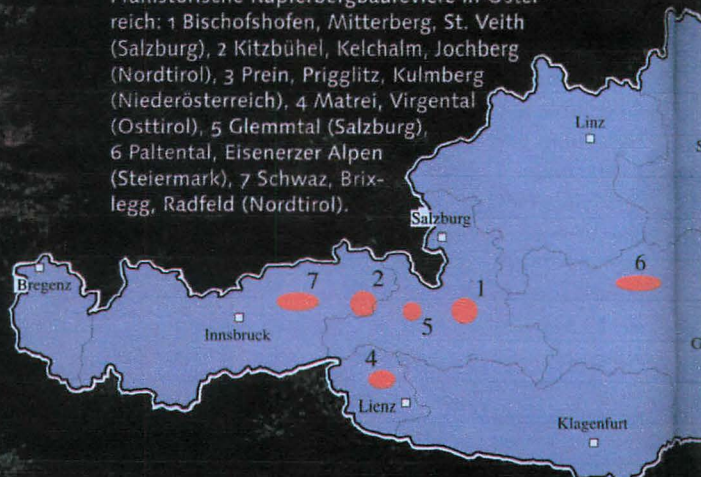 reich: 1 Bischofshofen, Mitterberg, St. Veith
(Salzburg), 2 Kitzbühel, Kelchalm, Jochberg
(Nordtirol), 3 Prein, Prigglitz, Kulmberg
(Niederösterreich), 4 Matrei, Virgental
(Osttirol), 5 Glemmtal (Salzburg),
6 Paltental, Eisenerzer Alpen
(Steiermark), 7 Schwaz, Brix-
legg, Radfeld (Nordtirol).
Linz
Salzburg
Bregenz
7
2
1
6
5
Innsbruck
4
Lienz
Klagenfurt